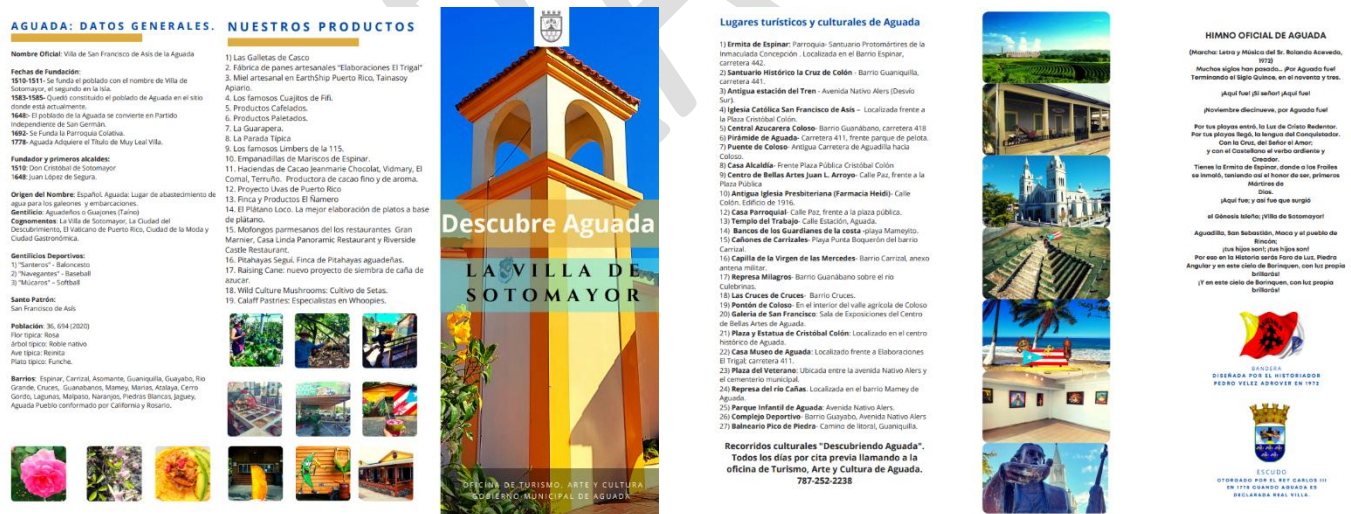 AGUADA: DATOS GENERALES.
Nombre Oficial: Villa de San Francisco de Asis de la Aguada
Fechas de Fundación:
1510-1511- Se funda el poblado con el nombre de Villa de
Sotomayor, el segundo en la Isla.
1583-1585- Quedó constituido el poblado de Aguada en el sitio
donde está actualmente.
1648:- El poblado de la Aguada se convierte en Partido
Independiente de San Germán.
1692- Se Funda la Parroquia Colativa.
1778- Aguada Adquiere el Título de Muy Leal Villa.
Fundador y primeros alcaldes:
1510: Don Cristóbal de Sotomayor
1648: Juan López de Segura.
Origen del Nombre: Español, Aguada: Lugar de abastecimiento de
agua para los galeones y embarcaciones.
Gentilicio: Aguadeños o Guajones (Taíno)
Cognomentos: La Villa de Sotomayor, La Ciudad del
Descubrimiento, El Vaticano de Puerto Rico, Ciudad de la Moda y
Ciudad Gastronómica.
Gentilicios Deportivos:
1) "Santeros" - Baloncesto
2) "Navegantes" - Baseball
3) "Múcaros" – Softball
Santo Patrón:
San Francisco de Asís
Población: 36, 694 (2020)
Flor típica: Rosa
árbol típico: Roble nativo
Ave típica: Reinita
Plato típico: Funche.
Barrios: Espinar, Carrizal, Asomante, Guaniquilla, Guayabo, Rio
Grande, Cruces, Guanabanos, Mamey, Marias, Atalaya, Cerro
Gordo, Lagunas, Malpaso, Naranjos, Piedras Blancas, Jaguey,
Aguada Pueblo conformado por California y Rosario.
NUESTROS PRODUCTOS
1) Las Galletas de Casco
2. Fábrica de panes artesanales "Elaboraciones El Trigal"
3. Miel artesanal en EarthShip Puerto Rico, Tainasoy
Apiario.
4. Los famosos Cuajitos de Fifi.
5. Productos Cafelados.
6. Productos Paletados.
7. La Guarapera.
8. La Parada Típica
9. Los famosos Limbers de la 115.
10. Empanadillas de Mariscos de Espinar.
11. Haciendas de Cacao Jeanmarie Chocolat, Vidmary, El
Comal, Terruño. Productora de cacao fino y de aroma.
12. Proyecto Uvas de Puerto Rico
13. Finca y Productos El Ñamero
14. El Plátano Loco. La mejor elaboración de platos a base
de plátano.
15. Mofongos parmesanos del los restaurantes Gran
Marnier, Casa Linda Panoramic Restaurant y Riverside
Castle Restaurant.
16. Pitahayas Seguí. Finca de Pitahayas aguadeñas.
17. Raising Cane: nuevo proyecto de siembra de caña de
azucar.
18. Wild Culture Mushrooms: Cultivo de Setas.
19. Calaff Pastries: Especialistas en Whoopies.
Descubre Aguada
LA VILLA DE
SOTOMAYOR
OFICINA DE TURISMO, ARTE Y CULTURA
GOBIERNO MUNICIPAL DE AGUADA
Lugares turísticos y culturales de Aguada
1) Ermita de Espinar: Parroquia- Santuario Protomártires de la
Inmaculada Concepción . Localizada en el Barrio Espinar,
carretera 442.
2) Santuario Histórico la Cruz de Colón - Barrio Guaniquilla,
carretera 441.
3) Antigua estación del Tren - Avenida Nativo Alers (Desvío
Sur).
4) Iglesia Católica San Francisco de Asís – Localizada frente a
la Plaza Cristóbal Colón.
5) Central Azucarera Coloso- Barrio Guanábano, carretera 418
6) Pirámide de Aguada- Carretera 411, frente parque de pelota.
7) Puente de Coloso- Antigua Carretera de Aguadilla hacia
Coloso.
8) Casa Alcaldía- Frente Plaza Pública Cristóbal Colón
9) Centro de Bellas Artes Juan L. Arroyo- Calle Paz, frente a la
Plaza Pública
10) Antigua Iglesia Presbiteriana (Farmacia Heidi)- Calle
Colón. Edificio de 1916.
12) Casa Parroquial- Calle Paz, frente a la plaza pública.
13) Templo del Trabajo- Calle Estación, Aguada.
14) Bancos de los Guardianes de la costa -playa Mameyito.
15) Cañones de Carrizales- Playa Punta Boquerón del barrio
Carrizal.
16) Capilla de la Virgen de las Mercedes- Barrio Carrizal, anexo
antena militar.
17) Represa Milagros- Barrio Guanábano sobre el río
Culebrinas.
18) Las Cruces de Cruces- Barrio Cruces.
19) Pontón de Coloso- En el interior del valle agrícola de Coloso
20) Galería de San Francisco: Sala de Exposiciones del Centro
de Bellas Artes de Aguada.
21) Plaza y Estatua de Cristóbal Colón: Localizado en el centro
histórico de Aguada.
22) Casa Museo de Aguada: Localizado frente a Elaboraciones
El Trigal; carretera 411.
23) Plaza del Veterano: Ubicada entre la avenida Nativo Alers y
el cementerio municipal.
24) Represa del río Cañas. Localizada en el barrio Mamey de
Aguada.
25) Parque Infantil de Aguada: Avenida Nativo Alers.
26) Complejo Deportivo- Barrio Guayabo, Avenida Nativo Alers
27) Balneario Pico de Piedra- Camino de litoral, Guanquilla.
Recorridos culturales "Descubriendo Aguada".
Todos los días por cita previa llamando a la
oficina de Turismo, Arte y Cultura de Aguada.
787-252-2238
HIMNO OFICIAL DE AGUADA
(Marcha: Letra y Música del Sr. Rolando Acevedo,
1972)
Muchos siglos han pasado... ¡Por Aguada fue!
Terminando el Siglo Quince, en el noventa y tres.
¡Aquí fue! ¡Sí señor! ¡Aquí fue!
¡Noviembre diecinueve, por Aguada fue!
Por tus playas entró, la Luz de Cristo Redentor.
Por tus playas llegó, la lengua del Conquistador.
Con la Cruz, del Señor el Amor;
y con el Castellano el verbo ardiente y
Creador.
Tienes la Ermita de Espinar, donde a los Frailes
se inmoló, teniendo así el honor de ser, primeros
Mártires de
Dios.
¡Aquí fue; y así fue que surgió
el Génesis Isleño; ¡Villa de Sotomayor!
Aguadilla, San Sebastián, Moca y el pueblo de
Rincón;
¡tus hijos son!; ¡tus hijos son!
Por eso en la Historia serás Faro de Luz, Piedra
Angular y en este cielo de Borinquen, con luz propia
brillarás!
¡Y en este cielo de Borinquen, con luz propia
brillarás!
BANDERA
DISEÑADA POR EL HISTORIADOR
PEDRO VELEZ ADROVER EN 1973
ESCUDO
OTORGADO POR EL REY CARLOS III
EN 1778 CUANDO AGUADA ES
DECLARADA REAL VILLA.